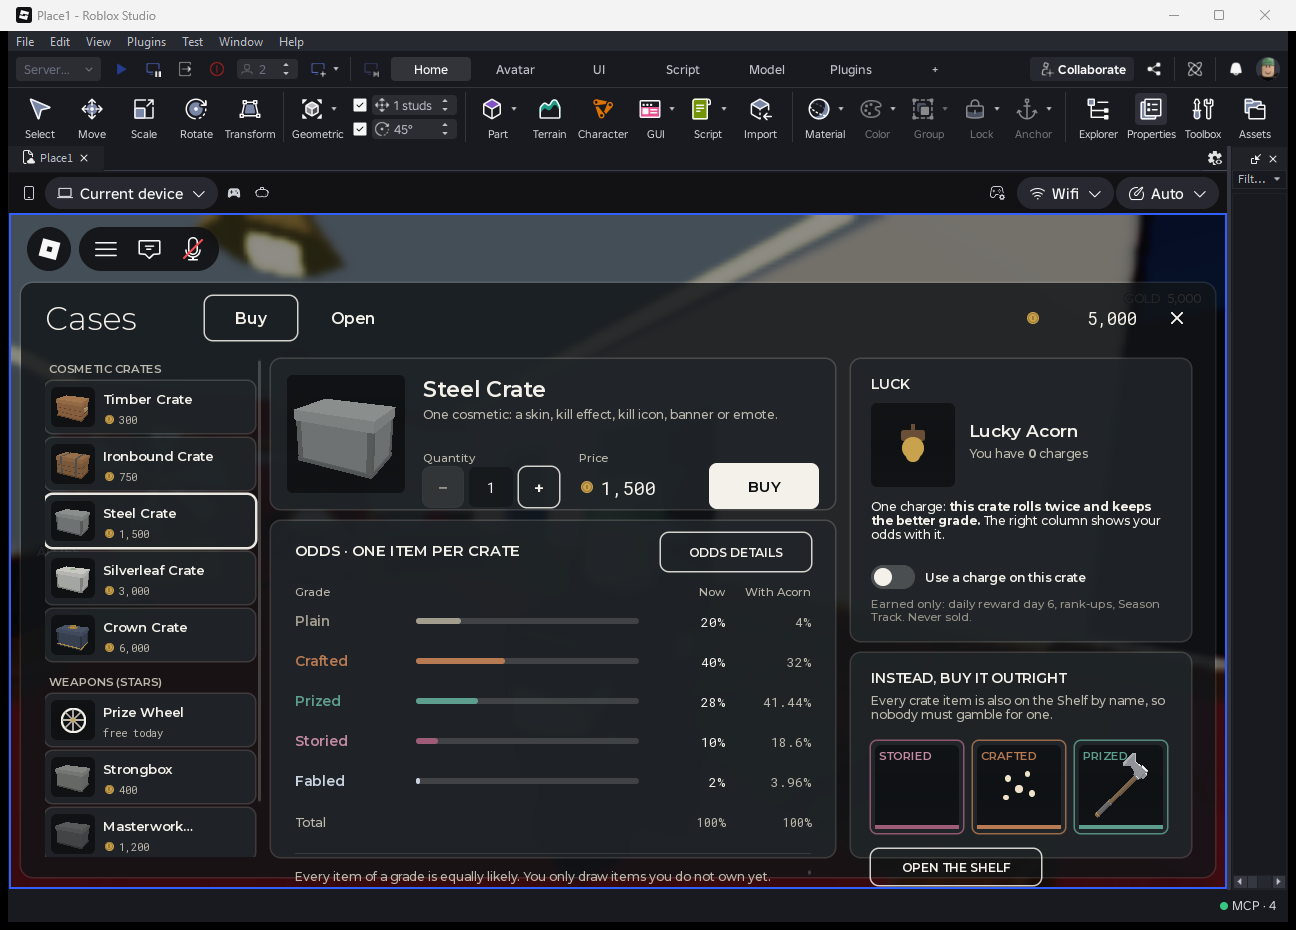 Place1 - Roblox Studio
File Edit View Plugins Test Window Help
Server... 2 Home Avatar UI Script Model Plugins + Collaborate
1 studs
45°
Select Move Scale Rotate Transform Geometric Part Terrain Character GUI Script Import Material Color Group Lock Anchor Explorer Properties Toolbox Assets
Place1
Current device Wifi Auto
Filt...
GOLD 5,000
Cases Buy Open 5,000
COSMETIC CRATES
Timber Crate
300
Ironbound Crate
750
Steel Crate
1,500
Silverleaf Crate
3,000
Crown Crate
6,000
WEAPONS (STARS)
Prize Wheel
free today
Strongbox
400
Masterwork...
1,200
Steel Crate
One cosmetic: a skin, kill effect, kill icon, banner or emote.
Quantity Price
− 1 + 1,500 BUY
ODDS · ONE ITEM PER CRATE ODDS DETAILS
Grade Now With Acorn
Plain 20% 4%
Crafted 40% 32%
Prized 28% 41.44%
Storied 10% 18.6%
Fabled 2% 3.96%
Total 100% 100%
Every item of a grade is equally likely. You only draw items you do not own yet.
LUCK
Lucky Acorn
You have 0 charges
One charge: this crate rolls twice and keeps
the better grade. The right column shows your
odds with it.
Use a charge on this crate
Earned only: daily reward day 6, rank-ups, Season
Track. Never sold.
INSTEAD, BUY IT OUTRIGHT
Every crate item is also on the Shelf by name, so
nobody must gamble for one.
STORIED CRAFTED PRIZED
OPEN THE SHELF
MCP · 4